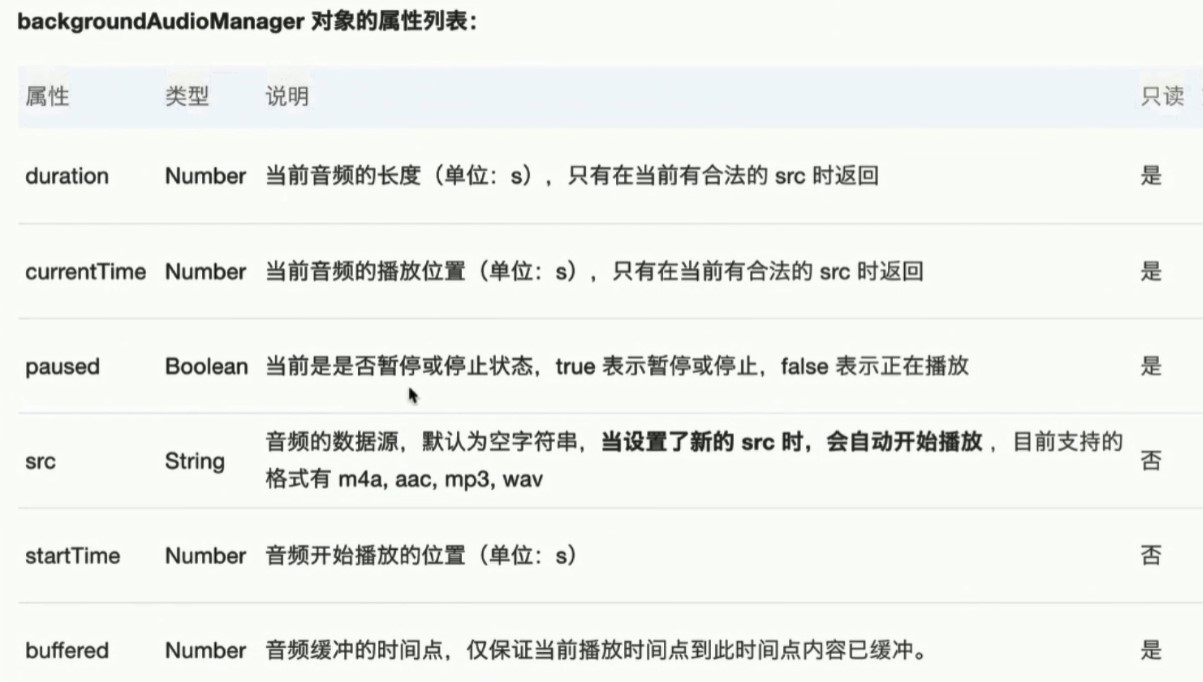 backgroundAudioManager 对象的属性列表：
属性 类型 说明 只读
duration Number 当前音频的长度（单位：s），只有在当前有合法的 src 时返回 是
currentTime Number 当前音频的播放位置（单位：s），只有在当前有合法的 src 时返回 是
paused Boolean 当前是是否暂停或停止状态，true 表示暂停或停止，false 表示正在播放 是
音频的数据源，默认为空字符串，当设置了新的 src 时，会自动开始播放 ，目前支持的
src String 否
格式有 m4a, aac, mp3, wav
startTime Number 音频开始播放的位置（单位：s） 否
buffered Number 音频缓冲的时间点，仅保证当前播放时间点到此时间点内容已缓冲。 是